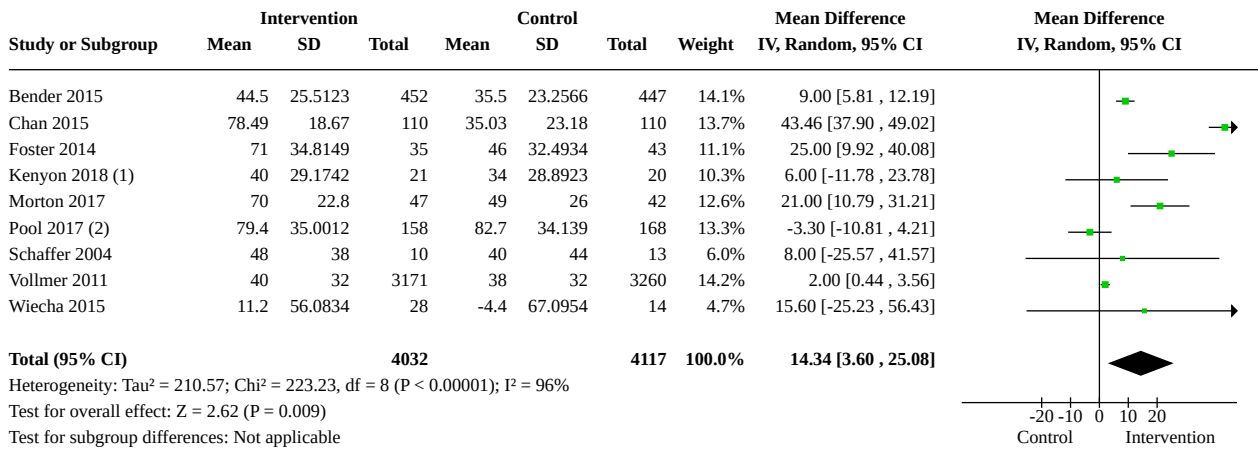 Intervention Control Mean Difference Mean Difference
Study or Subgroup Mean SD Total Mean SD Total Weight IV, Random, 95% CI IV, Random, 95% CI
Bender 2015 44.5 25.5123 452 35.5 23.2566 447 14.1% 9.00 [5.81 , 12.19]
Chan 2015 78.49 18.67 110 35.03 23.18 110 13.7% 43.46 [37.90 , 49.02]
Foster 2014 71 34.8149 35 46 32.4934 43 11.1% 25.00 [9.92 , 40.08]
Kenyon 2018 (1) 40 29.1742 21 34 28.8923 20 10.3% 6.00 [-11.78 , 23.78]
Morton 2017 70 22.8 47 49 26 42 12.6% 21.00 [10.79 , 31.21]
Pool 2017 (2) 79.4 35.0012 158 82.7 34.139 168 13.3% -3.30 [-10.81 , 4.21]
Schaffer 2004 48 38 10 40 44 13 6.0% 8.00 [-25.57 , 41.57]
Vollmer 2011 40 32 3171 38 32 3260 14.2% 2.00 [0.44 , 3.56]
Wiecha 2015 11.2 56.0834 28 -4.4 67.0954 14 4.7% 15.60 [-25.23 , 56.43]
Total (95% CI) 4032 4117 100.0% 14.34 [3.60 , 25.08]
Heterogeneity: Tau² = 210.57; Chi² = 223.23, df = 8 (P < 0.00001); I² = 96%
Test for overall effect: Z = 2.62 (P = 0.009)
-20 -10 0 10 20
Test for subgroup differences: Not applicable Control Intervention